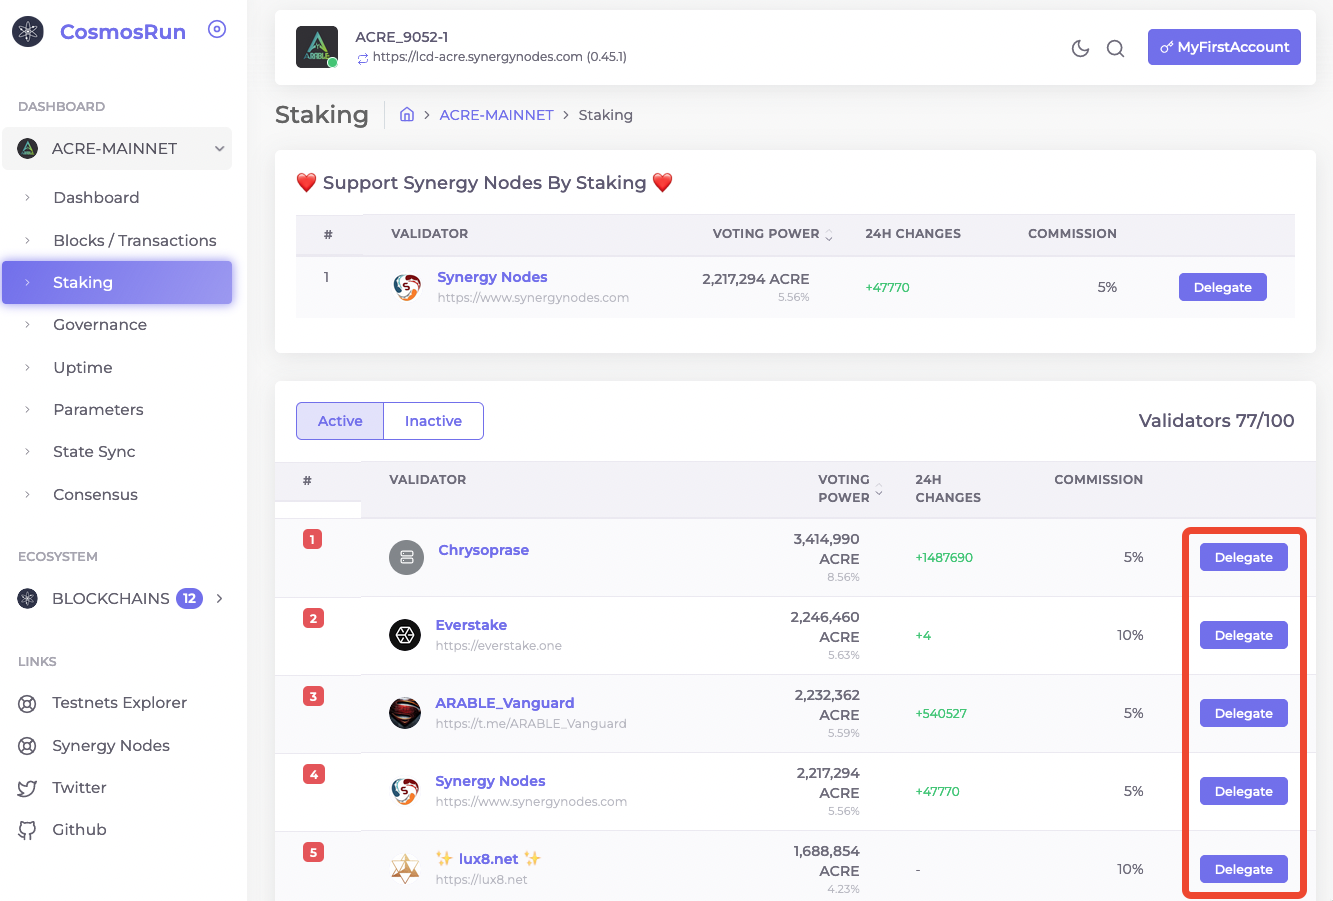 CosmosRun
DASHBOARD
ACRE-MAINNET
Dashboard
Blocks / Transactions
Staking
Governance
Uptime
Parameters
State Sync
Consensus
ECOSYSTEM
BLOCKCHAINS 12
LINKS
Testnets Explorer
Synergy Nodes
Twitter
Github
ARABLE
ACRE_9052-1
https://lcd-acre.synergynodes.com (0.45.1)
MyFirstAccount
Staking
ACRE-MAINNET > Staking
❤️ Support Synergy Nodes By Staking ❤️
# VALIDATOR VOTING POWER 24H CHANGES COMMISSION
1 Synergy Nodes 2,217,294 ACRE +47770 5% Delegate
https://www.synergynodes.com 5.56%
Active Inactive Validators 77/100
# VALIDATOR VOTING POWER 24H CHANGES COMMISSION
1 Chrysoprase 3,414,990 ACRE 8.56% +1487690 5% Delegate
2 Everstake https://everstake.one 2,246,460 ACRE 5.63% +4 10% Delegate
3 ARABLE_Vanguard https://t.me/ARABLE_Vanguard 2,232,362 ACRE 5.59% +540527 5% Delegate
4 Synergy Nodes https://www.synergynodes.com 2,217,294 ACRE 5.56% +47770 5% Delegate
5 ✨ lux8.net ✨ https://lux8.net 1,688,854 ACRE 4.23% - 10% Delegate